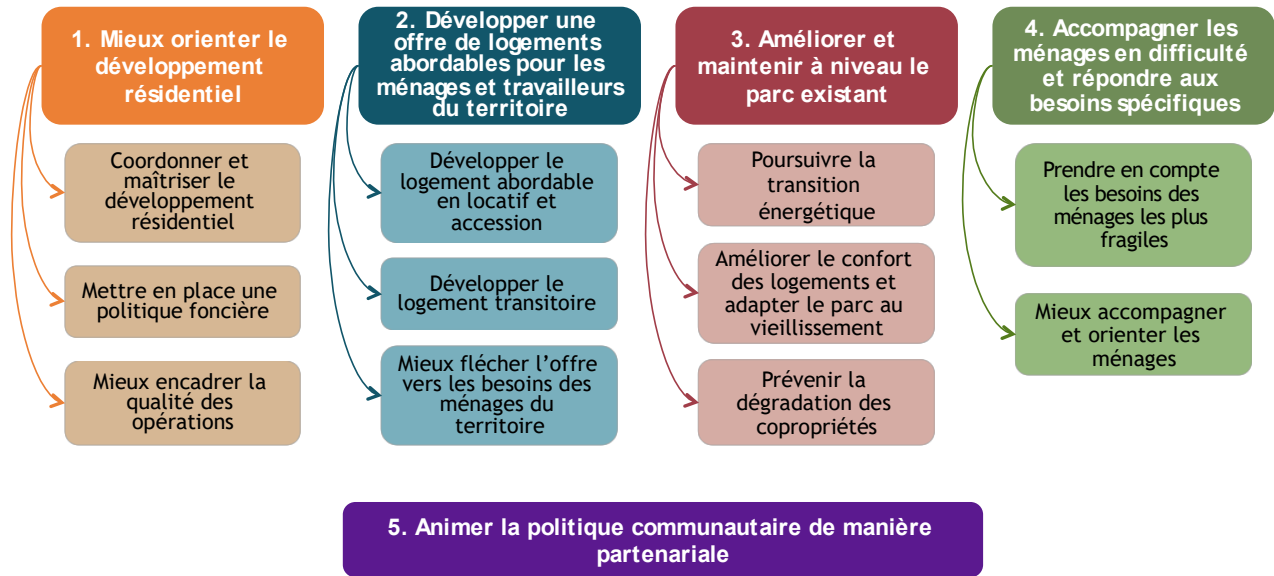 1. Mieux orienter le
développement
résidentiel
Coordonner et
maîtriser le
développement
résidentiel
Mettre en place une
politique foncière
Mieux encadrer la
qualité des
opérations
2. Développer une
offre de logements
abordables pour les
ménages et travailleurs
du territoire
Développer le
logement abordable
en locatif et
accession
Développer le
logement transitoire
Mieux flécher l’offre
vers les besoins des
ménages du
territoire
3. Améliorer et
maintenir à niveau le
parc existant
Poursuivre la
transition
énergétique
Améliorer le confort
des logements et
adapter le parc au
vieillissement
Prévenir la
dégradation des
copropriétés
4. Accompagner les
ménages en difficulté
et répondre aux
besoins spécifiques
Prendre en compte
les besoins des
ménages les plus
fragiles
Mieux accompagner
et orienter les
ménages
5. Animer la politique communautaire de manière
partenariale